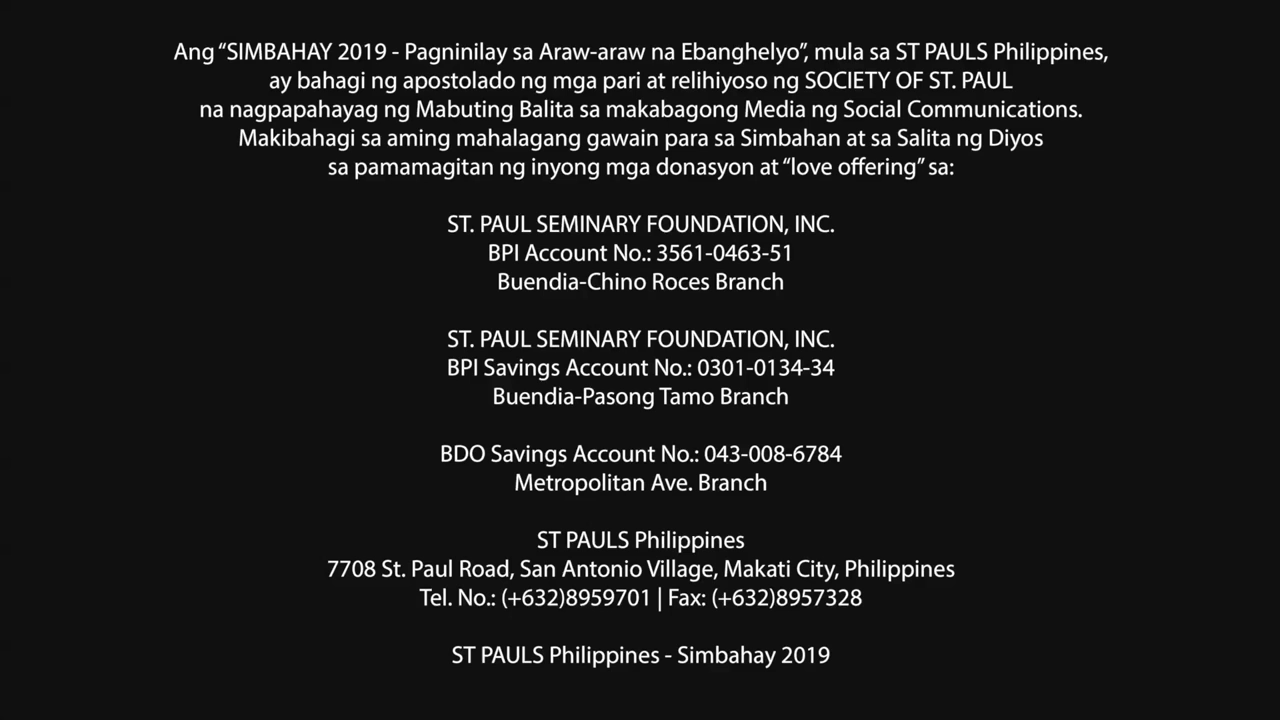 Ang “SIMBAHAY 2019 - Pagninilay sa Araw-araw na Ebanghelyo”, mula sa ST PAULS Philippines,
ay bahagi ng apostolado ng mga pari at relihiyoso ng SOCIETY OF ST. PAUL
na nagpapahayag ng Mabuting Balita sa makabagong Media ng Social Communications.
Makibahagi sa aming mahalagang gawain para sa Simbahan at sa Salita ng Diyos
sa pamamagitan ng inyong mga donasyon at “love offering” sa:
ST. PAUL SEMINARY FOUNDATION, INC.
BPI Account No.: 3561-0463-51
Buendia-Chino Roces Branch
ST. PAUL SEMINARY FOUNDATION, INC.
BPI Savings Account No.: 0301-0134-34
Buendia-Pasong Tamo Branch
BDO Savings Account No.: 043-008-6784
Metropolitan Ave. Branch
ST PAULS Philippines
7708 St. Paul Road, San Antonio Village, Makati City, Philippines
Tel. No.: (+632)8959701 | Fax: (+632)8957328
ST PAULS Philippines - Simbahay 2019